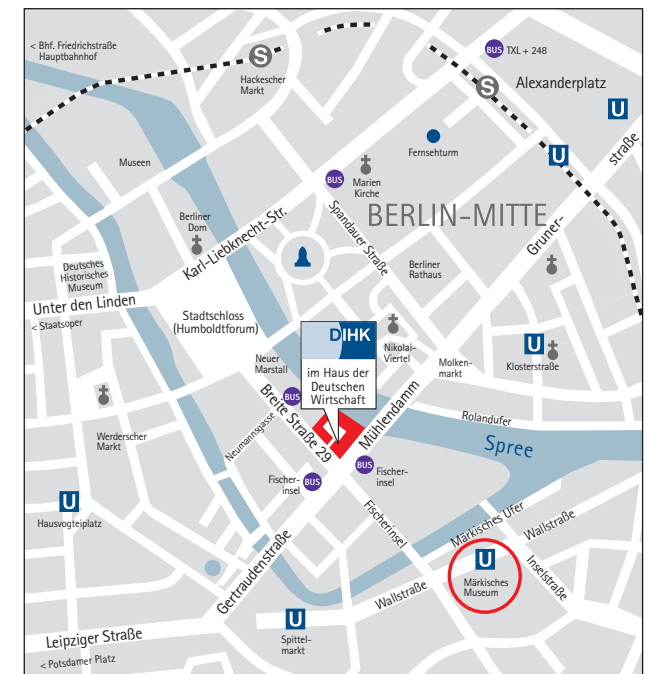 < Bhf. Friedrichstraße
Hauptbahnhof
S
Hackescher
Markt
BUS TXL + 248
S
Alexanderplatz
U
U
straße
Fernsehturm
Museen
BUS
Marien
Kirche
Spandauer Straße
BERLIN-MITTE
Gruner-
Berliner
Dom
Karl-Liebknecht-Str.
Deutsches
Historisches
Museum
Berliner
Rathaus
Unter den Linden
< Staatsoper
Stadtschloss
(Humboldtforum)
DIHK
im Haus der
Deutschen
Wirtschaft
Nikolai-
Viertel
U
Klosterstraße
Molken-
markt
Neuer
Marstall
BUS
Breite Straße 29
Mühlendamm
Rolandufer
Neumannsgasse
Werderscher
Markt
Spree
BUS
Fischer-
insel
Fischer-
insel
BUS
U
Hausvogteiplatz
Fischerinsel
Märkisches Ufer
Wallstraße
U
Märkisches
Museum
Inselstraße
Gertraudenstraße
Wallstraße
U
Spittel-
markt
Leipziger Straße
< Potsdamer Platz